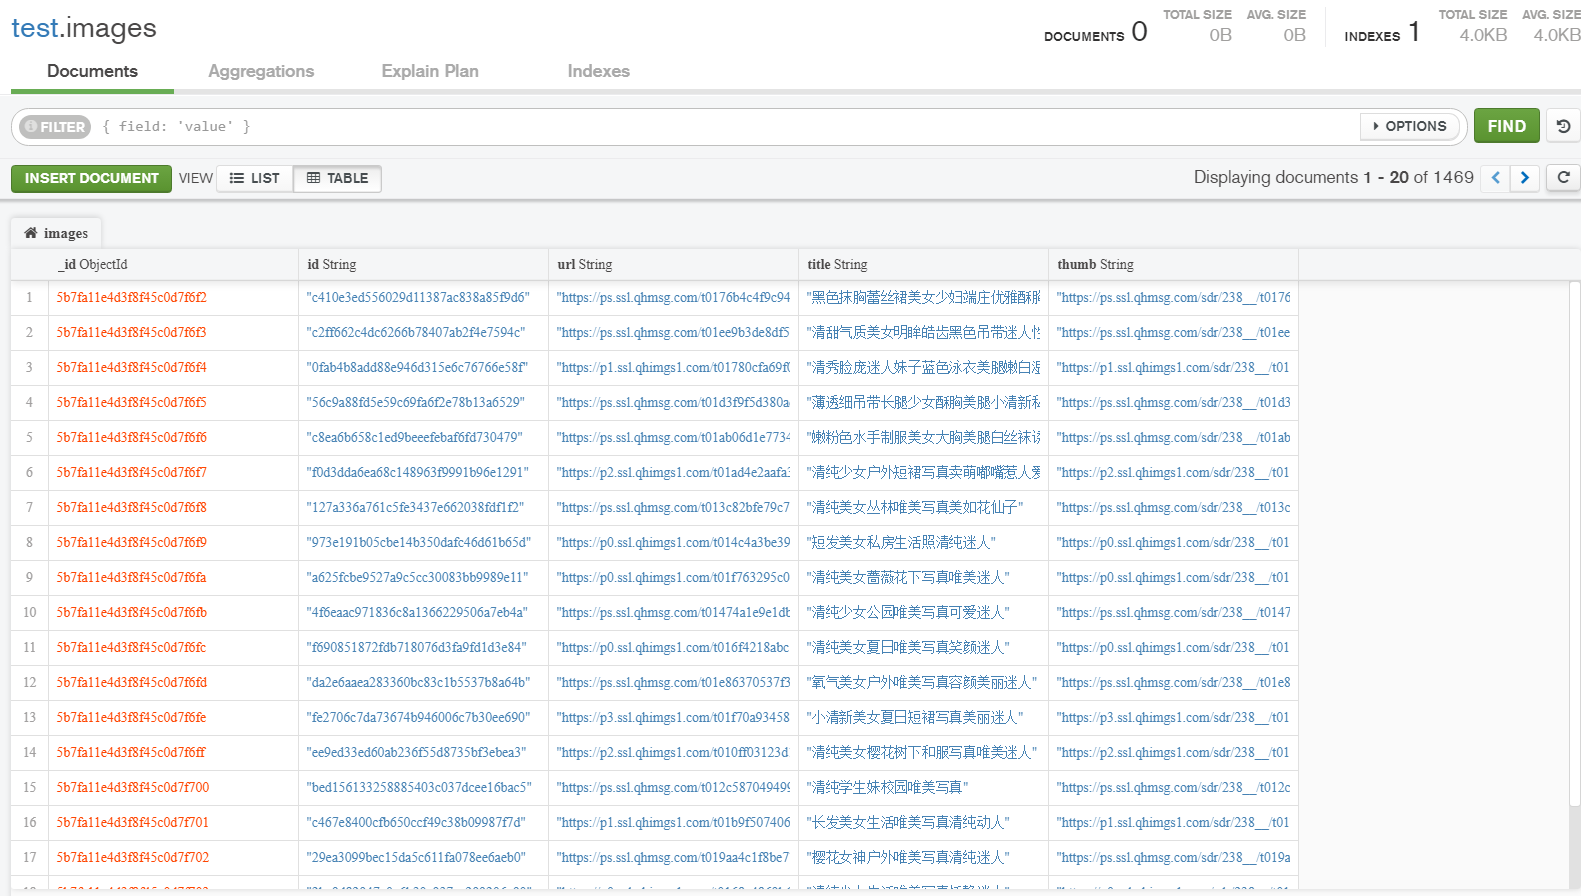 test.images
DOCUMENTS 0 TOTAL SIZE 0B AVG. SIZE 0B INDEXES 1 TOTAL SIZE 4.0KB AVG. SIZE 4.0KB
Documents Aggregations Explain Plan Indexes
FILTER { field: 'value' } OPTIONS FIND
INSERT DOCUMENT VIEW LIST TABLE Displaying documents 1 - 20 of 1469
images
_id ObjectId id String url String title String thumb String
1 5b7fa11e4d3f8f45c0d7f6f2 "c410e3ed556029d11387ac838a85f9d6" "https://ps.ssl.qhmsg.com/t0176b4c4f9c94 "黑色抹胸蕾丝裙美女少妇端庄优雅酥胸 "https://ps.ssl.qhmsg.com/sdr/238__/t0176
2 5b7fa11e4d3f8f45c0d7f6f3 "c2ff662c4dc6266b78407ab2f4e7594c" "https://ps.ssl.qhmsg.com/t01ee9b3de8df5 "清甜气质美女明眸皓齿黑色吊带迷人性 "https://ps.ssl.qhmsg.com/sdr/238__/t01ee
3 5b7fa11e4d3f8f45c0d7f6f4 "0fab4b8add88e946d315e6c76766e58f" "https://p1.ssl.qhimgs1.com/t01780cfa69f0 "清秀脸庞迷人妹子蓝色泳衣美腿嫩白湿 "https://p1.ssl.qhimgs1.com/sdr/238__/t01
4 5b7fa11e4d3f8f45c0d7f6f5 "56c9a88fd5e59c69fa6f2e78b13a6529" "https://ps.ssl.qhmsg.com/t01d3f9f5d380a "薄透细吊带长腿少女酥胸美腿小清新私 "https://ps.ssl.qhmsg.com/sdr/238__/t01d3
5 5b7fa11e4d3f8f45c0d7f6f6 "c8ea6b658c1ed9beeefebaf6fd730479" "https://ps.ssl.qhmsg.com/t01ab06d1e7734 "嫩粉色水手制服美女大胸美腿白丝袜诱 "https://ps.ssl.qhmsg.com/sdr/238__/t01ab
6 5b7fa11e4d3f8f45c0d7f6f7 "f0d3dda6ea68c148963f9991b96e1291" "https://p2.ssl.qhimgs1.com/t01ad4e2aafa3 "清纯少女户外短裙写真卖萌嘟嘴惹人爱 "https://p2.ssl.qhimgs1.com/sdr/238__/t01
7 5b7fa11e4d3f8f45c0d7f6f8 "127a336a761c5fe3437e662038fdf1f2" "https://ps.ssl.qhmsg.com/t013c82bfe79c7 "清纯美女丛林唯美写真美如花仙子" "https://ps.ssl.qhmsg.com/sdr/238__/t013c
8 5b7fa11e4d3f8f45c0d7f6f9 "973e191b05cbe14b350dafc46d61b65d" "https://p0.ssl.qhimgs1.com/t014c4a3be39 "短发美女私房生活照清纯迷人" "https://p0.ssl.qhimgs1.com/sdr/238__/t01
9 5b7fa11e4d3f8f45c0d7f6fa "a625fcbe9527a9c5cc30083bb9989e11" "https://p0.ssl.qhimgs1.com/t01f763295c0 "清纯美女蔷薇花下写真唯美迷人" "https://p0.ssl.qhimgs1.com/sdr/238__/t01
10 5b7fa11e4d3f8f45c0d7f6fb "4f6eaac971836c8a1366229506a7eb4a" "https://ps.ssl.qhmsg.com/t01474a1e9e1db "清纯少女公园唯美写真可爱迷人" "https://ps.ssl.qhmsg.com/sdr/238__/t0147
11 5b7fa11e4d3f8f45c0d7f6fc "f690851872fdb718076d3fa9fd1d3e84" "https://p0.ssl.qhimgs1.com/t016f4218abc "清纯美女夏日唯美写真笑颜迷人" "https://p0.ssl.qhimgs1.com/sdr/238__/t01
12 5b7fa11e4d3f8f45c0d7f6fd "da2e6aaea283360bc83c1b5537b8a64b" "https://ps.ssl.qhmsg.com/t01e86370537f3 "氧气美女户外唯美写真容颜美丽迷人" "https://ps.ssl.qhmsg.com/sdr/238__/t01e8
13 5b7fa11e4d3f8f45c0d7f6fe "fe2706c7da73674b946006c7b30ee690" "https://p3.ssl.qhimgs1.com/t01f70a93458 "小清新美女夏日短裙写真美丽迷人" "https://p3.ssl.qhimgs1.com/sdr/238__/t01
14 5b7fa11e4d3f8f45c0d7f6ff "ee9ed33ed60ab236f55d8735bf3ebea3" "https://p2.ssl.qhimgs1.com/t010ff03123d "清纯美女樱花树下和服写真唯美迷人" "https://p2.ssl.qhimgs1.com/sdr/238__/t01
15 5b7fa11e4d3f8f45c0d7f700 "bed156133258885403c037dcee16bac5" "https://ps.ssl.qhmsg.com/t012c587049499 "清纯学生妹校园唯美写真" "https://ps.ssl.qhmsg.com/sdr/238__/t012c
16 5b7fa11e4d3f8f45c0d7f701 "c467e8400cfb650ccf49c38b09987f7d" "https://p1.ssl.qhimgs1.com/t01b9f507406 "长发美女生活唯美写真清纯动人" "https://p1.ssl.qhimgs1.com/sdr/238__/t01
17 5b7fa11e4d3f8f45c0d7f702 "29ea3099bec15da5c611fa078ee6aeb0" "https://ps.ssl.qhmsg.com/t019aa4c1f8be7 "樱花女神户外唯美写真清纯迷人" "https://ps.ssl.qhmsg.com/sdr/238__/t019a